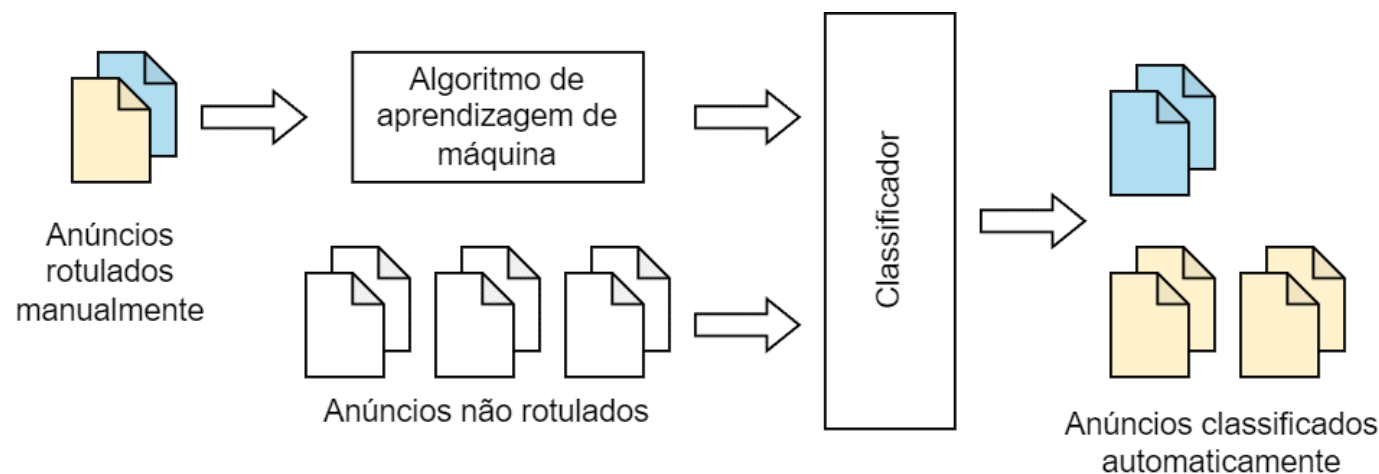 Algoritmo de
aprendizagem de
máquina
Anúncios
rotulados
manualmente
Anúncios não rotulados
Classificador
Anúncios classificados
automaticamente